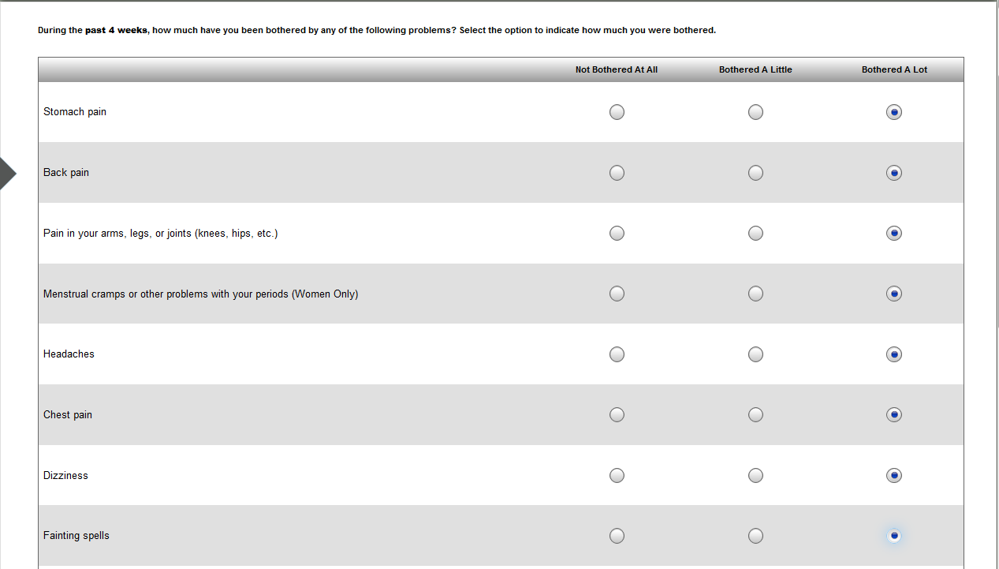 During the past 4 weeks, how much have you been bothered by any of the following problems? Select the option to indicate how much you were bothered.
Not Bothered At All Bothered A Little Bothered A Lot
Stomach pain
Back pain
Pain in your arms, legs, or joints (knees, hips, etc.)
Menstrual cramps or other problems with your periods (Women Only)
Headaches
Chest pain
Dizziness
Fainting spells